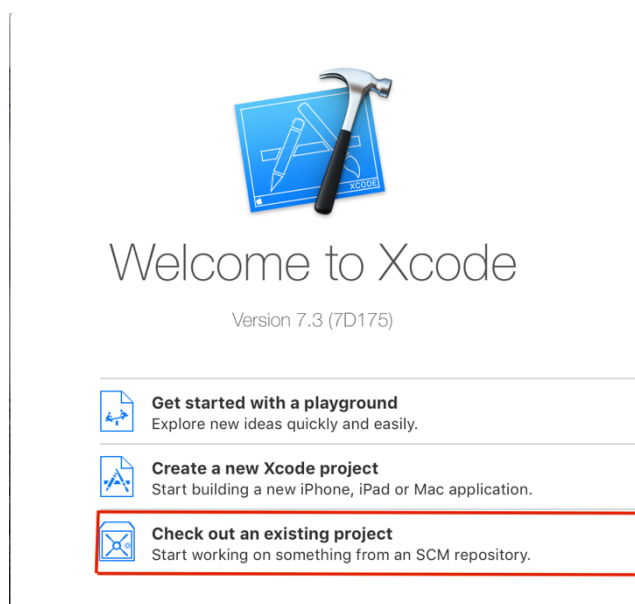 XCODE
Welcome to Xcode
Version 7.3 (7D175)
Get started with a playground
Explore new ideas quickly and easily.
Create a new Xcode project
Start building a new iPhone, iPad or Mac application.
Check out an existing project
Start working on something from an SCM repository.